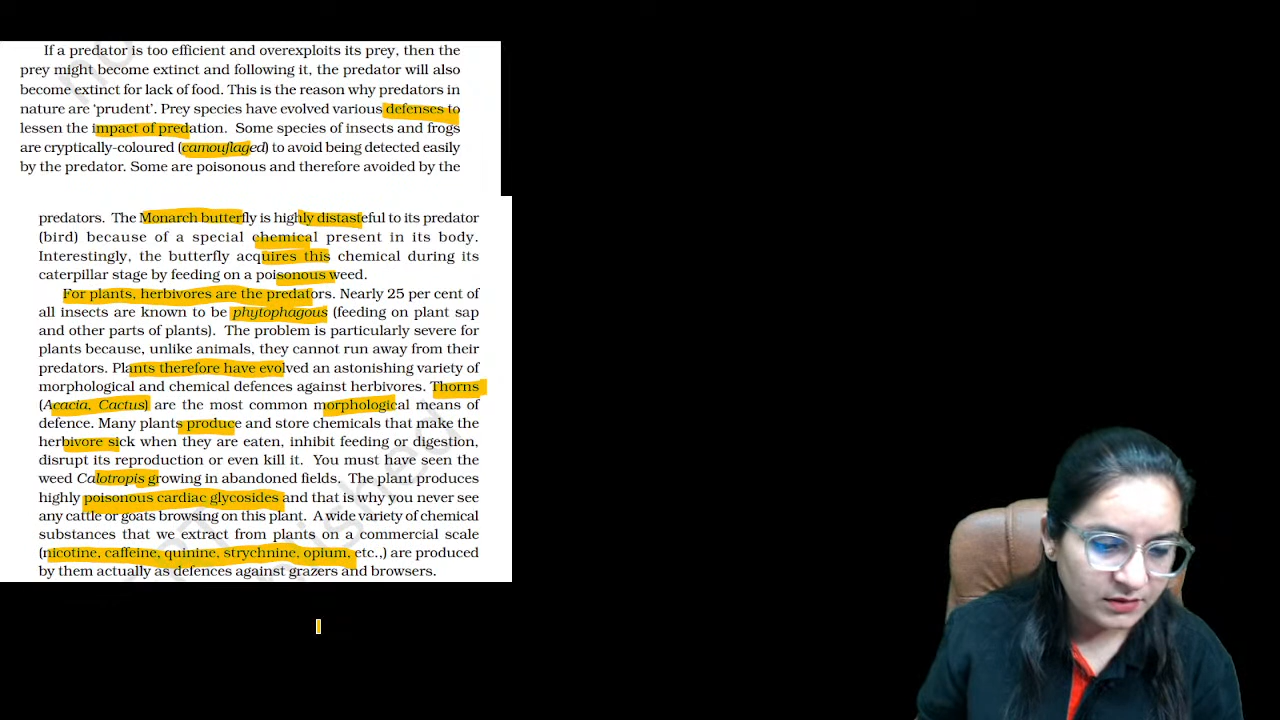 If a predator is too efficient and overexploits its prey, then the
prey might become extinct and following it, the predator will also
become extinct for lack of food. This is the reason why predators in
nature are ‘prudent’. Prey species have evolved various defenses to
lessen the impact of predation. Some species of insects and frogs
are cryptically-coloured (camouflaged) to avoid being detected easily
by the predator. Some are poisonous and therefore avoided by the
predators. The Monarch butterfly is highly distasteful to its predator
(bird) because of a special chemical present in its body.
Interestingly, the butterfly acquires this chemical during its
caterpillar stage by feeding on a poisonous weed.
For plants, herbivores are the predators. Nearly 25 per cent of
all insects are known to be phytophagous (feeding on plant sap
and other parts of plants). The problem is particularly severe for
plants because, unlike animals, they cannot run away from their
predators. Plants therefore have evolved an astonishing variety of
morphological and chemical defences against herbivores. Thorns
(Acacia, Cactus) are the most common morphological means of
defence. Many plants produce and store chemicals that make the
herbivore sick when they are eaten, inhibit feeding or digestion,
disrupt its reproduction or even kill it. You must have seen the
weed Calotropis growing in abandoned fields. The plant produces
highly poisonous cardiac glycosides and that is why you never see
any cattle or goats browsing on this plant. A wide variety of chemical
substances that we extract from plants on a commercial scale
(nicotine, caffeine, quinine, strychnine, opium, etc.,) are produced
by them actually as defences against grazers and browsers.